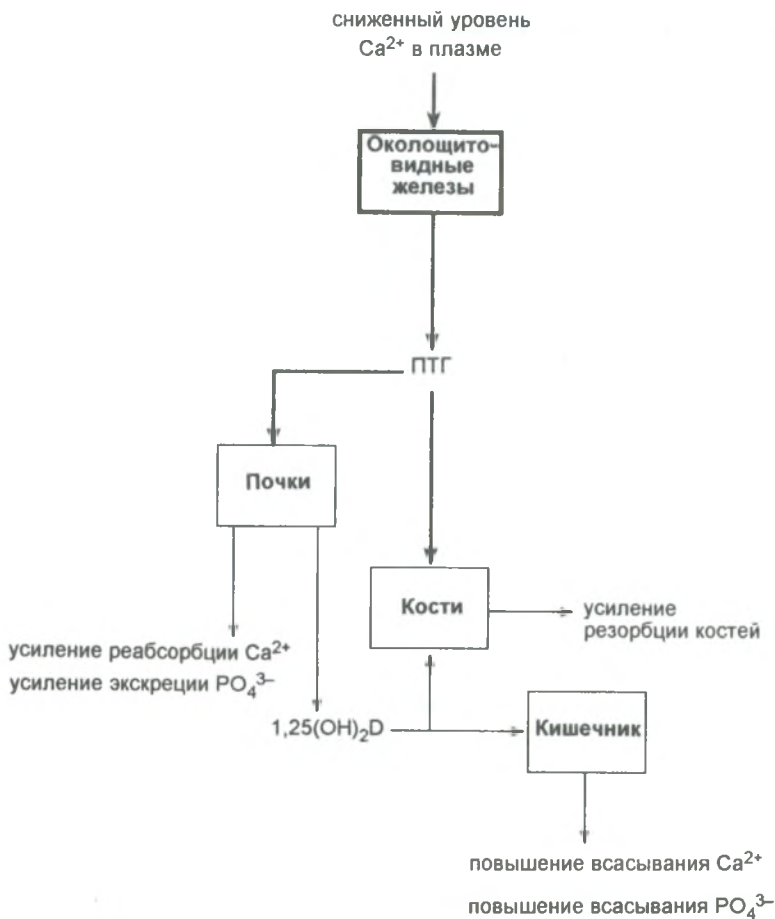 сниженный уровень
Ca²⁺ в плазме
Околощито-
видные
железы
ПТГ
Почки
Кости
усиление
резорбции костей
усиление реабсорбции Ca²⁺
усиление экскреции PO₄³⁻
1,25(OH)₂D
Кишечник
повышение всасывания Ca²⁺
повышение всасывания PO₄³⁻